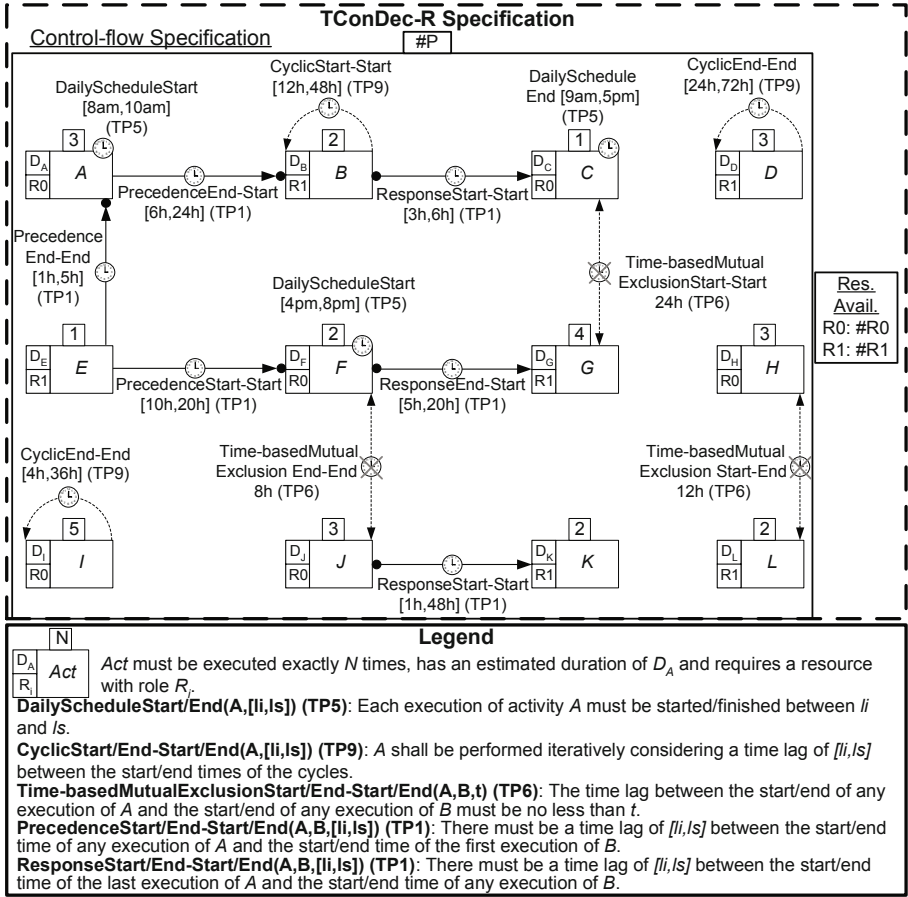 TConDec-R Specification
Control-flow Specification
#P
DailyScheduleStart
[8am,10am]
(TP5)
CyclicStart-Start
[12h,48h] (TP9)
DailySchedule
End [9am,5pm]
(TP5)
CyclicEnd-End
[24h,72h] (TP9)
3
DA
R0
A
2
DB
R1
B
1
DC
R0
C
3
DD
R1
D
PrecedenceEnd-Start
[6h,24h] (TP1)
ResponseStart-Start
[3h,6h] (TP1)
Precedence
End-End
[1h,5h]
(TP1)
DailyScheduleStart
[4pm,8pm] (TP5)
Time-basedMutual
ExclusionStart-Start
24h (TP6)
Res.
Avail.
R0: #R0
R1: #R1
1
DE
R1
E
2
DF
R0
F
4
DG
R1
G
3
DH
R0
H
PrecedenceStart-Start
[10h,20h] (TP1)
ResponseEnd-Start
[5h,20h] (TP1)
CyclicEnd-End
[4h,36h] (TP9)
Time-basedMutual
Exclusion End-End
8h (TP6)
Time-basedMutual
Exclusion Start-End
12h (TP6)
5
DI
R0
I
3
DJ
R0
J
2
DK
R1
K
2
DL
R1
L
ResponseStart-Start
[1h,48h] (TP1)
Legend
N
DA
Ri
Act
Act must be executed exactly N times, has an estimated duration of DA and requires a resource
with role Rj.
DailyScheduleStart/End(A,[li,ls]) (TP5): Each execution of activity A must be started/finished between li
and ls.
CyclicStart/End-Start/End(A,[li,ls]) (TP9): A shall be performed iteratively considering a time lag of [li,ls]
between the start/end times of the cycles.
Time-basedMutualExclusionStart/End-Start/End(A,B,t) (TP6): The time lag between the start/end of any
execution of A and the start/end of any execution of B must be no less than t.
PrecedenceStart/End-Start/End(A,B,[li,ls]) (TP1): There must be a time lag of [li,ls] between the start/end
time of any execution of A and the start/end time of the first execution of B.
ResponseStart/End-Start/End(A,B,[li,ls]) (TP1): There must be a time lag of [li,ls] between the start/end
time of the last execution of A and the start/end time of any execution of B.